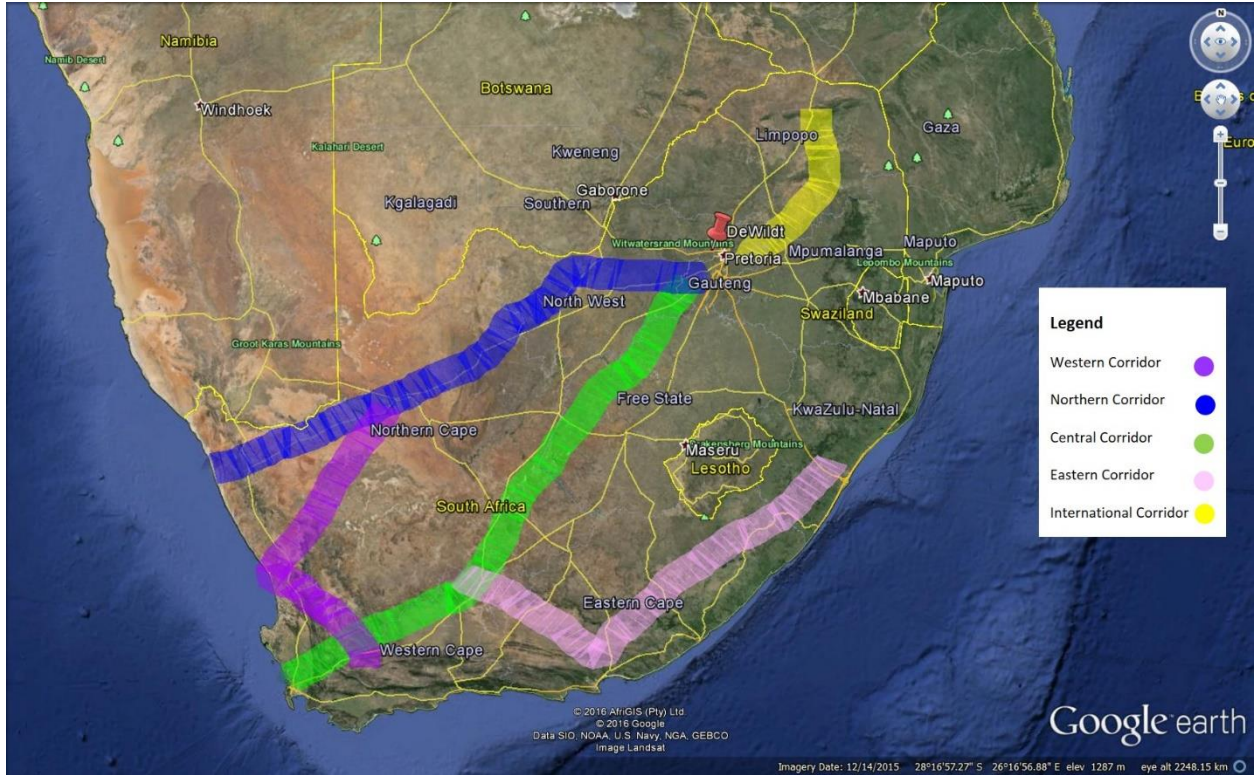 N
Namibia
Namib Desert
Botswana
Windhoek
Kalahari Desert
Kweneng
Limpopo
Gaza
Euro
Kgalagadi
Southern
Gaborone
DeWildt
Witwatersrand Mountains
Pretoria
Mpumalanga
Maputo
Lebombo Mountains
Maputo
Gauteng
Mbabane
North West
Swaziland
Groot Karas Mountains
Free State
KwaZulu-Natal
Northern Cape
Drakensberg Mountains
Maseru
Lesotho
South Africa
Eastern Cape
Western Cape
Legend
Western Corridor
Northern Corridor
Central Corridor
Eastern Corridor
International Corridor
© 2016 AfriGIS (Pty) Ltd.
© 2016 Google
Data SIO, NOAA, U.S. Navy, NGA, GEBCO
Image Landsat
Google earth
Imagery Date: 12/14/2015 28°16'57.27" S 26°16'56.88" E elev 1287 m eye alt 2248.15 km